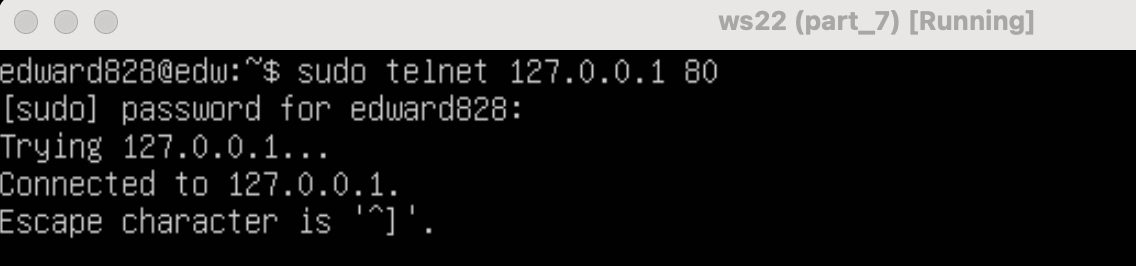 ws22 (part_7) [Running]
edward828@edw:~$ sudo telnet 127.0.0.1 80
[sudo] password for edward828:
Trying 127.0.0.1...
Connected to 127.0.0.1.
Escape character is '^]'.